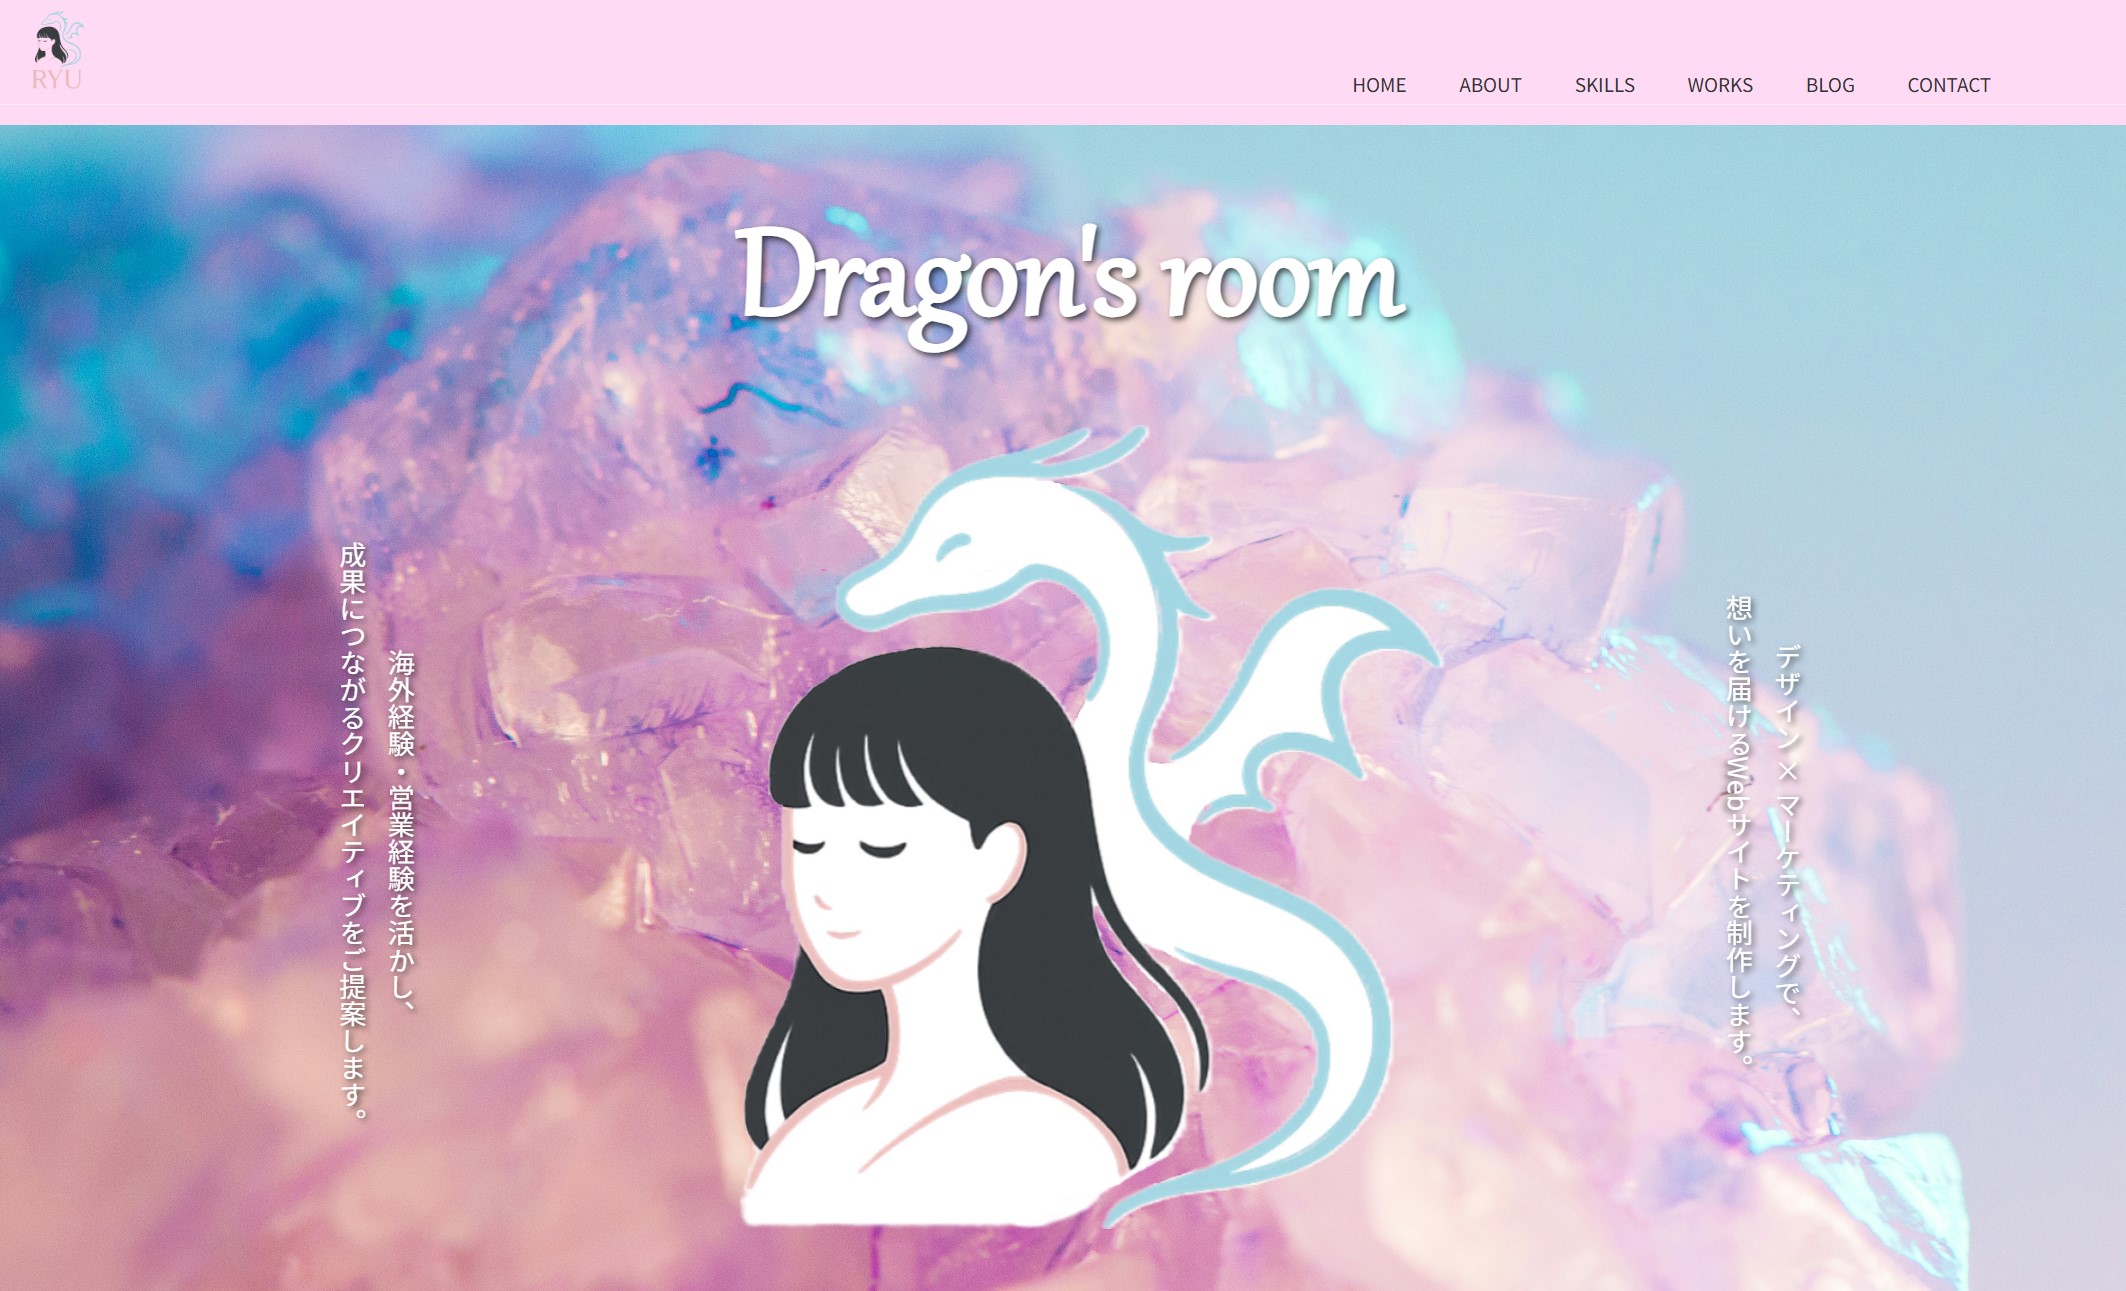 RYU
HOME
ABOUT
SKILLS
WORKS
BLOG
CONTACT
Dragon's room
デザイン × マーケティングで、
想いを届けるWebサイトを制作します。
海外経験・営業経験を活かし、
成果につながるクリエイティブをご提案します。